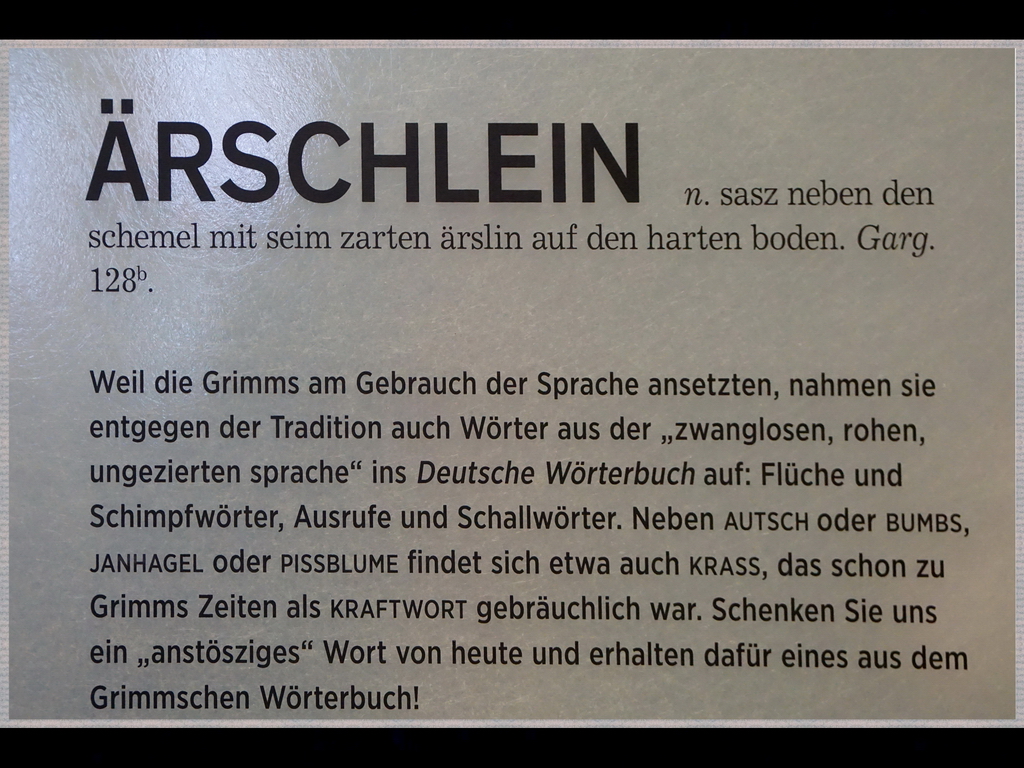 ÄRSCHLEIN n. sasz neben den
schemel mit seim zarten ärslin auf den harten boden. Garg.
128ᵇ.
Weil die Grimms am Gebrauch der Sprache ansetzten, nahmen sie
entgegen der Tradition auch Wörter aus der „zwanglosen, rohen,
ungezierten sprache“ ins Deutsche Wörterbuch auf: Flüche und
Schimpfwörter, Ausrufe und Schallwörter. Neben AUTSCH oder BUMBS,
JANHAGEL oder PISSBLUME findet sich etwa auch KRASS, das schon zu
Grimms Zeiten als KRAFTWORT gebräuchlich war. Schenken Sie uns
ein „anstösziges“ Wort von heute und erhalten dafür eines aus dem
Grimmschen Wörterbuch!